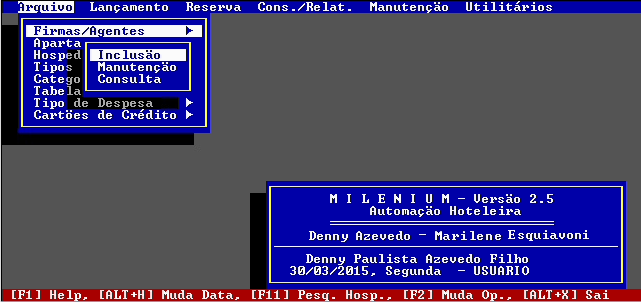 Arquivo Lançamento Reserva Cons./Relat. Manutenção Utilitários
Firmas/Agentes
Aparta
Hosped
Tipos
Catego
Tabela
Tipo de Despesa
Cartões de Crédito
Inclusão
Manutenção
Consulta
M I L E N I U M - Versão 2.5
Automação Hoteleira
Denny Azevedo - Marilene Esquiavoni
Denny Paulista Azevedo Filho
30/03/2015, Segunda - USUARIO
[F1] Help, [ALT+H] Muda Data, [F11] Pesq. Hosp., [F2] Muda Op., [ALT+X] Sai